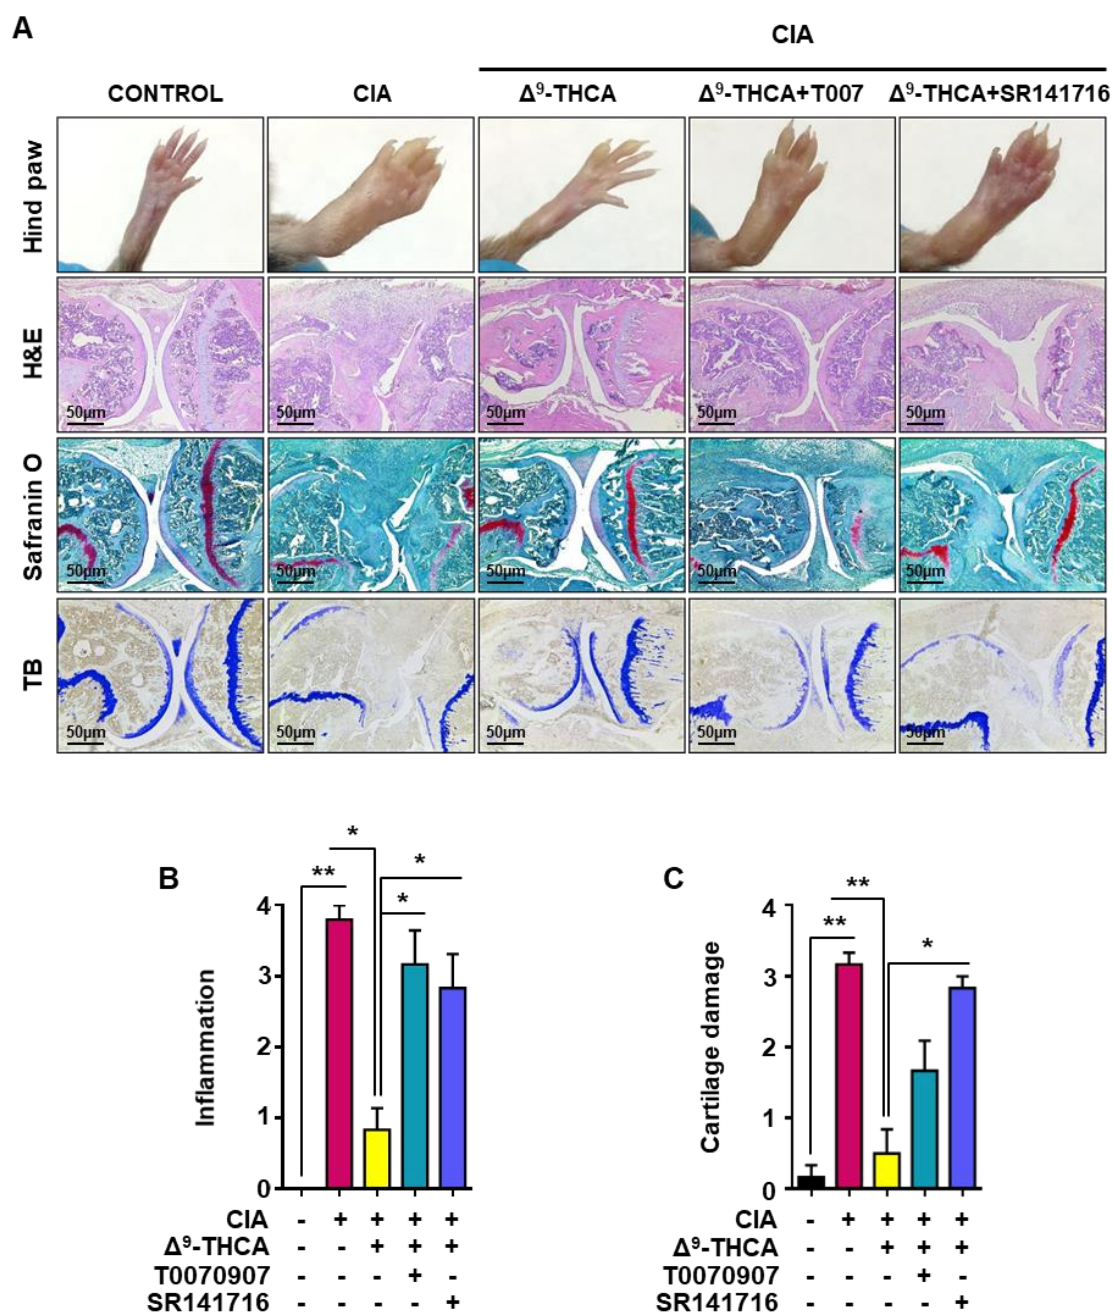 A
CIA
CONTROL CIA Δ⁹-THCA Δ⁹-THCA+T007 Δ⁹-THCA+SR141716
Hind paw
H&E
50μm 50μm 50μm 50μm 50μm
Safranin O
50μm 50μm 50μm 50μm 50μm
TB
50μm 50μm 50μm 50μm 50μm
B
Inflammation
* * ** *
4
3
2
1
0
CIA - + + + +
Δ⁹-THCA - - + + +
T0070907 - - - + -
SR141716 - - - - +
C
Cartilage damage
** ** *
4
3
2
1
0
CIA - + + + +
Δ⁹-THCA - - + + +
T0070907 - - - + -
SR141716 - - - - +